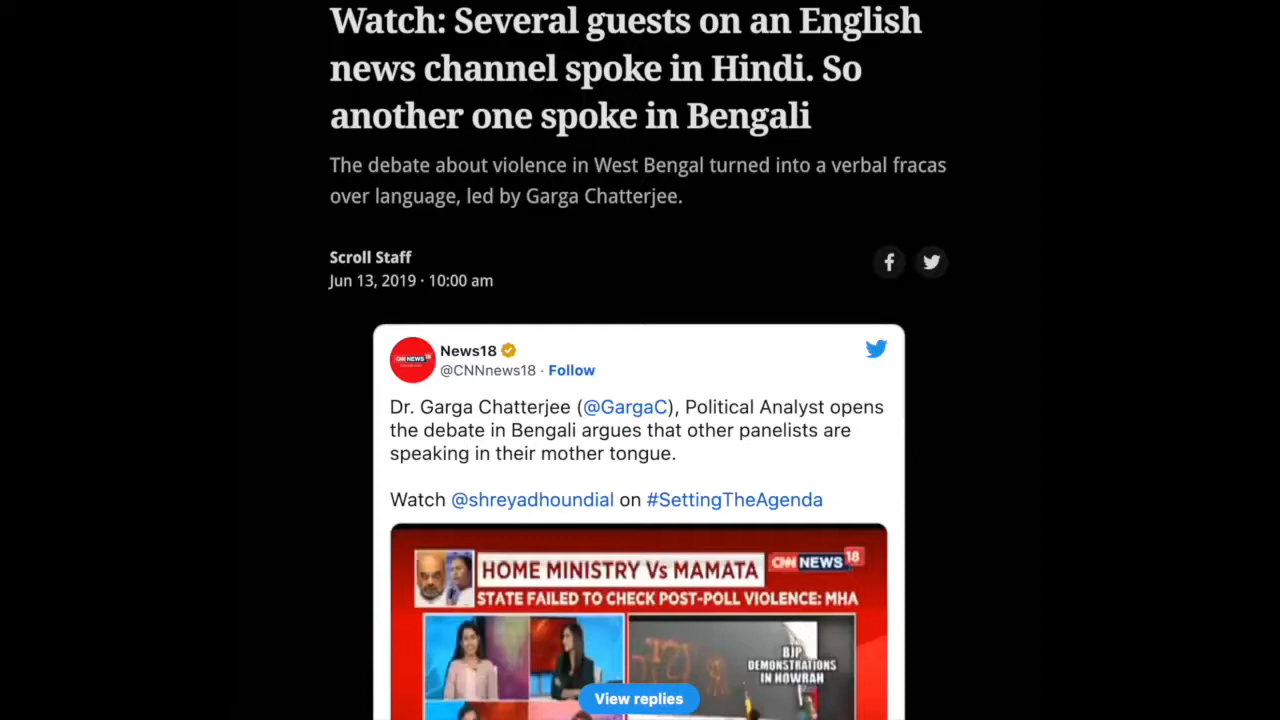 Watch: Several guests on an English
news channel spoke in Hindi. So
another one spoke in Bengali
The debate about violence in West Bengal turned into a verbal fracas
over language, led by Garga Chatterjee.
Scroll Staff
Jun 13, 2019 · 10:00 am
News18
@CNNnews18 · Follow
Dr. Garga Chatterjee (@GargaC), Political Analyst opens
the debate in Bengali argues that other panelists are
speaking in their mother tongue.
Watch @shreyadhoundial on #SettingTheAgenda
HOME MINISTRY Vs MAMATA
CNN NEWS 18
STATE FAILED TO CHECK POST-POLL VIOLENCE: MHA
BJP
DEMONSTRATIONS
IN HOWRAH
View replies